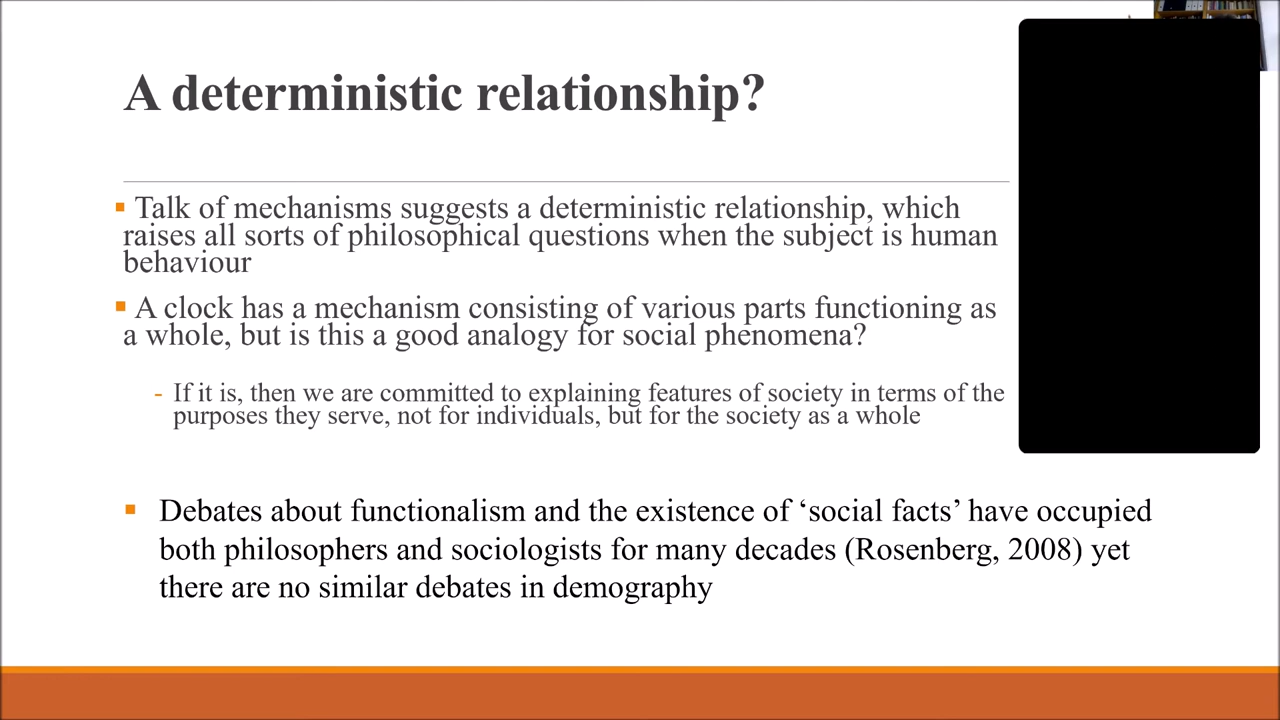 A deterministic relationship?
Talk of mechanisms suggests a deterministic relationship, which
raises all sorts of philosophical questions when the subject is human
behaviour
A clock has a mechanism consisting of various parts functioning as
a whole, but is this a good analogy for social phenomena?
- If it is, then we are committed to explaining features of society in terms of the
purposes they serve, not for individuals, but for the society as a whole
Debates about functionalism and the existence of ‘social facts’ have occupied
both philosophers and sociologists for many decades (Rosenberg, 2008) yet
there are no similar debates in demography